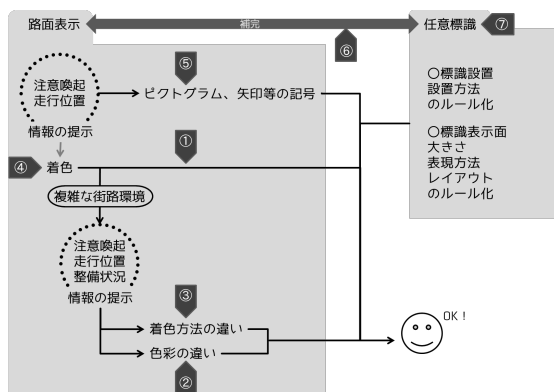 路面表示
補完
任意標識
⑦
⑥
⑤
注意喚起
走行位置
情報の提示
ピクトグラム、矢印等の記号
①
④
着色
複雑な街路環境
注意喚起
走行位置
整備状況
情報の提示
③
着色方法の違い
色彩の違い
②
〇標識設置
設置方法
のルール化
〇標識表示面
大きさ
表現方法
レイアウト
のルール化
OK！